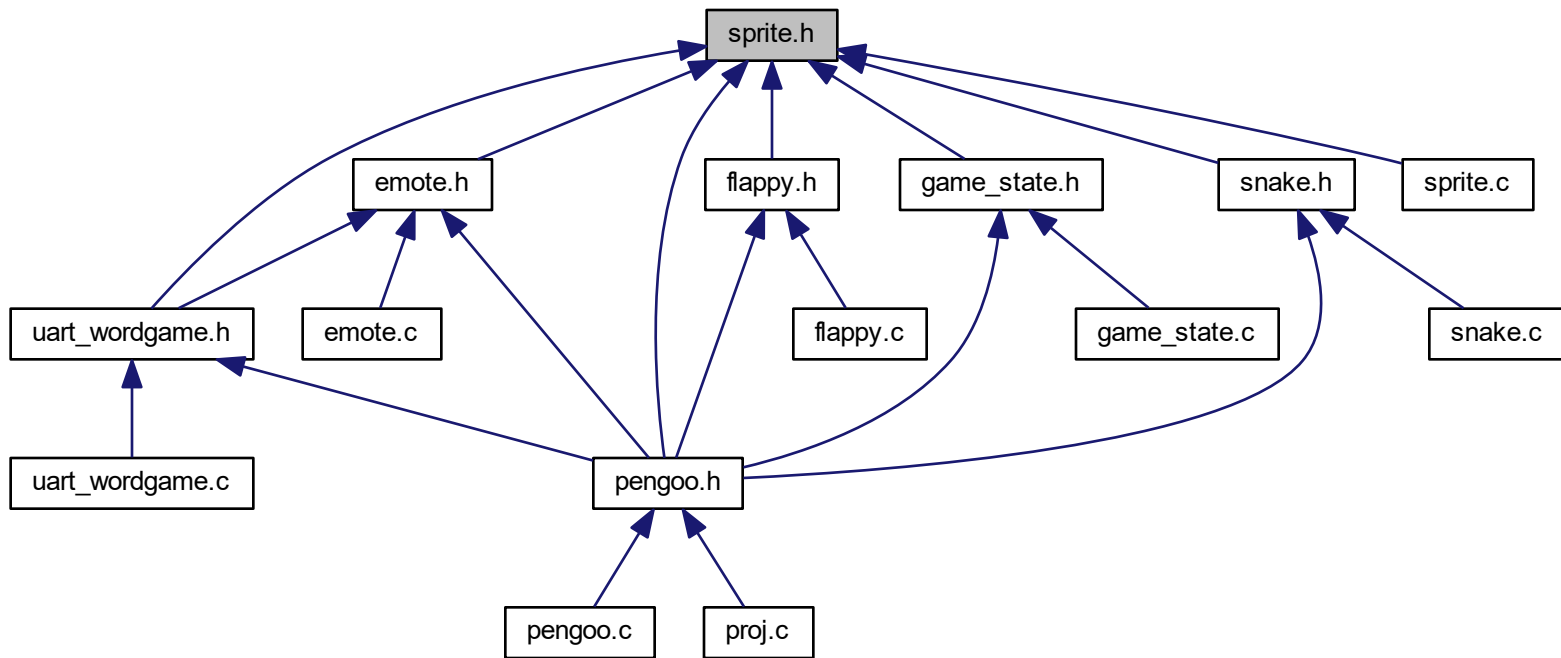 sprite.h
emote.h
flappy.h
game_state.h
snake.h
sprite.c
uart_wordgame.h
emote.c
flappy.c
game_state.c
snake.c
uart_wordgame.c
pengoo.h
pengoo.c
proj.c